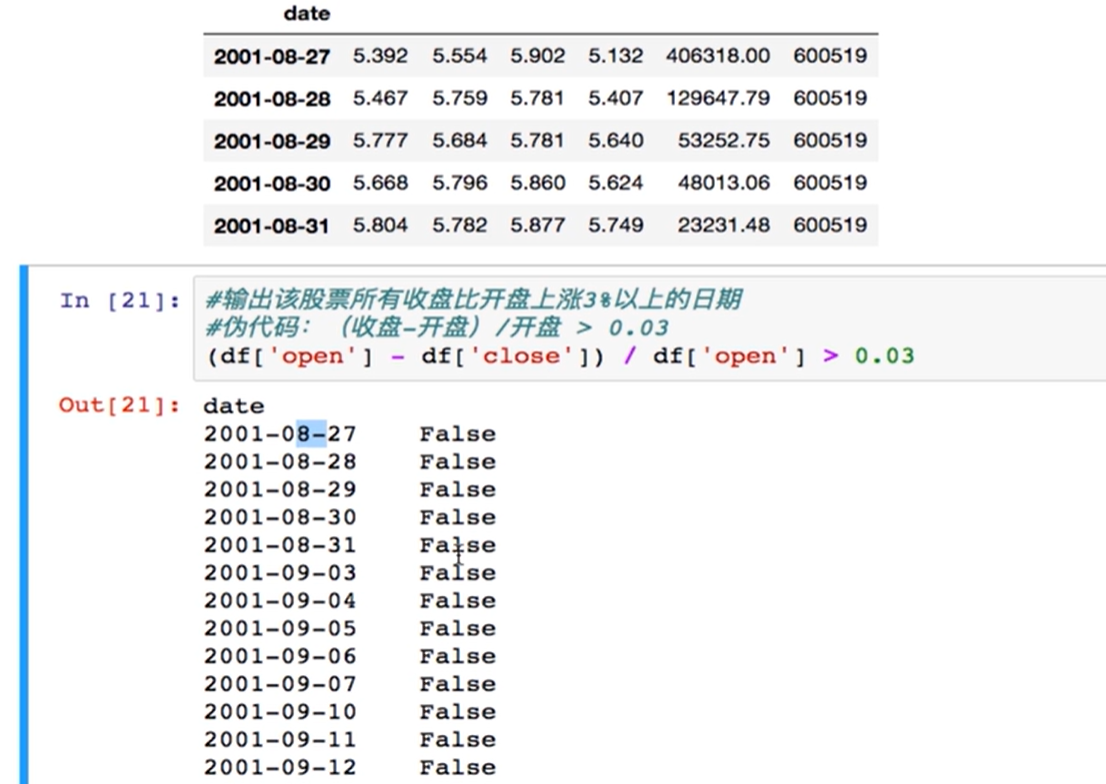 date
2001-08-27 5.392 5.554 5.902 5.132 406318.00 600519
2001-08-28 5.467 5.759 5.781 5.407 129647.79 600519
2001-08-29 5.777 5.684 5.781 5.640 53252.75 600519
2001-08-30 5.668 5.796 5.860 5.624 48013.06 600519
2001-08-31 5.804 5.782 5.877 5.749 23231.48 600519
In [21]: #输出该股票所有收盘比开盘上涨3%以上的日期
#伪代码：（收盘-开盘）/开盘 > 0.03
(df['open'] - df['close']) / df['open'] > 0.03
Out[21]: date
2001-08-27 False
2001-08-28 False
2001-08-29 False
2001-08-30 False
2001-08-31 False
2001-09-03 False
2001-09-04 False
2001-09-05 False
2001-09-06 False
2001-09-07 False
2001-09-10 False
2001-09-11 False
2001-09-12 False